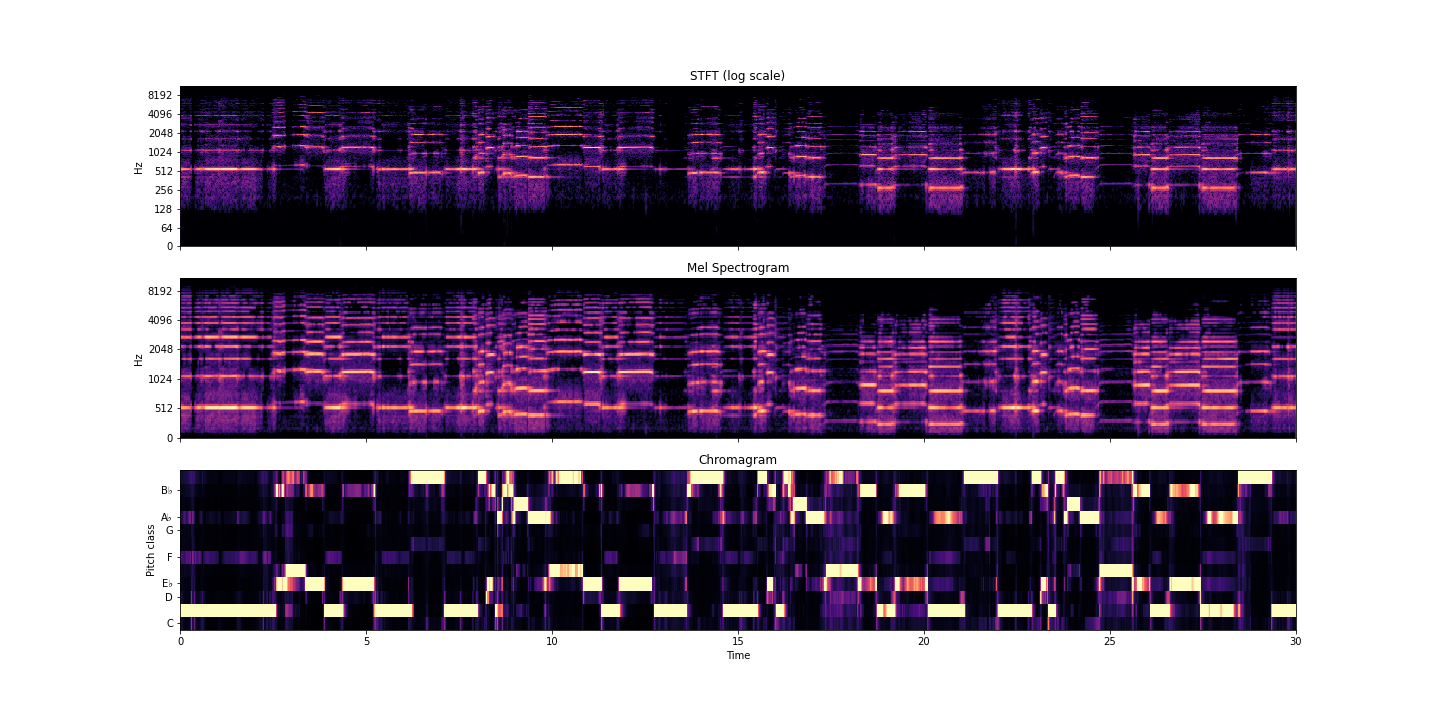 STFT (log scale)
8192
4096
2048
1024
512
256
128
64
0
Hz
Mel Spectrogram
8192
4096
2048
1024
512
0
Hz
Chromagram
B♭
A♭
G
F
E♭
D
C
Pitch class
0 5 10 15 20 25 30
Time